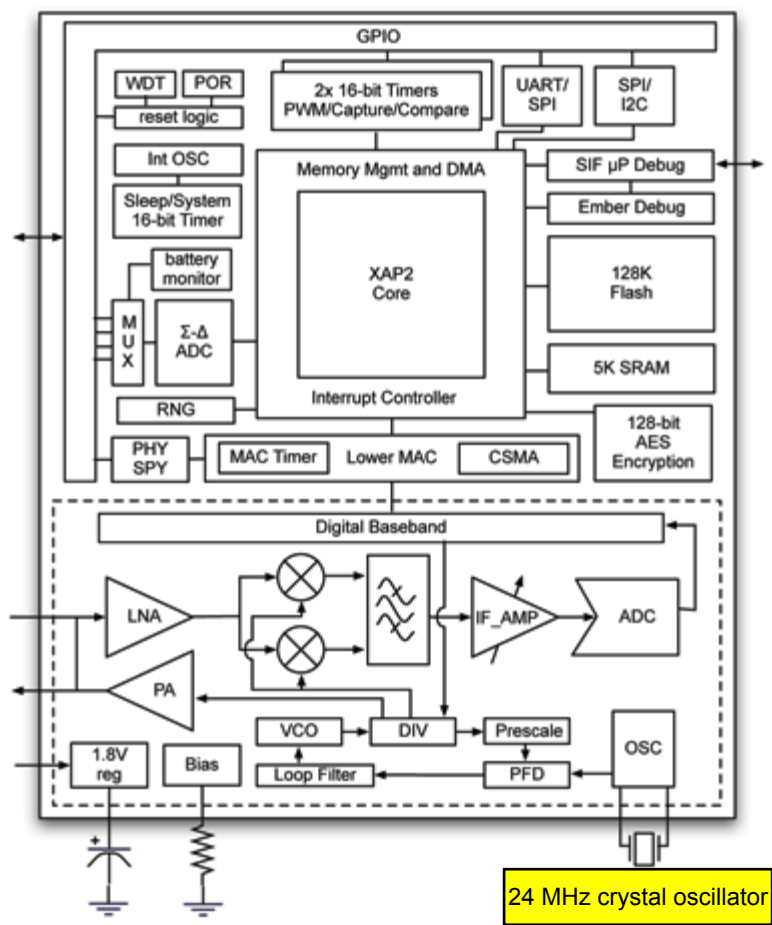 GPIO
WDT
POR
reset logic
2x 16-bit Timers
PWM/Capture/Compare
UART/
SPI
SPI/
I2C
Int OSC
Sleep/System
16-bit Timer
Memory Mgmt and DMA
SIF µP Debug
Ember Debug
battery
monitor
XAP2
Core
128K
Flash
M
U
X
Σ-Δ
ADC
5K SRAM
RNG
Interrupt Controller
128-bit
AES
Encryption
PHY
SPY
MAC Timer
Lower MAC
CSMA
Digital Baseband
LNA
IF_AMP
ADC
PA
VCO
DIV
Prescale
OSC
1.8V
reg
Bias
Loop Filter
PFD
+
24 MHz crystal oscillator